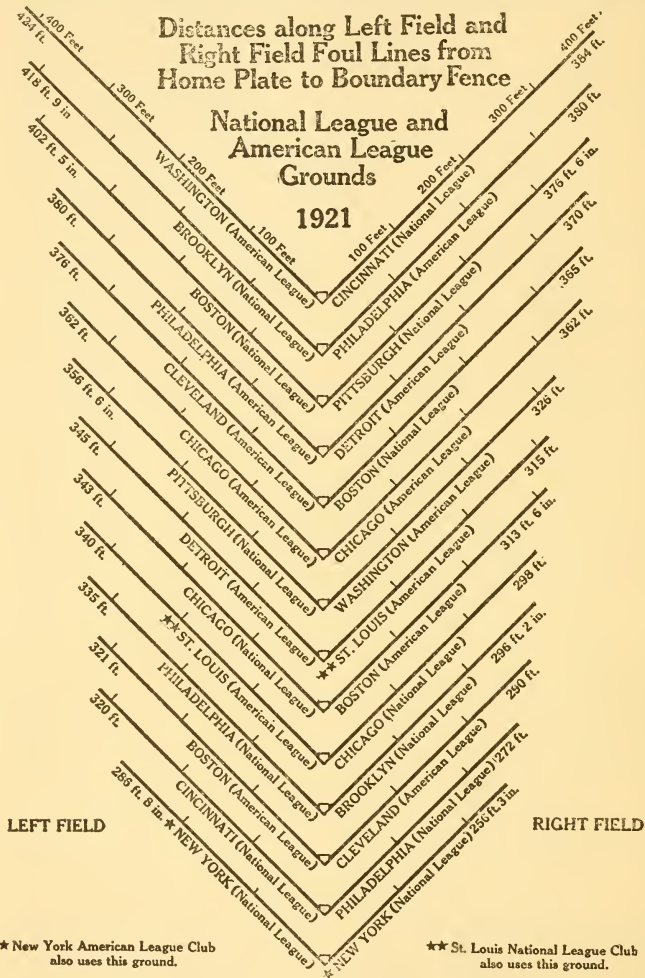 Distances along Left Field and
Right Field Foul Lines from
Home Plate to Boundary Fence
National League and
American League
Grounds
1921
400 Feet
300 Feet
200 Feet
100 Feet
100 Feet
200 Feet
300 Feet
400 Feet.
424 ft.
WASHINGTON (American League)
CINCINNATI (National League)
384 ft.
418 ft. 9 in
BROOKLYN (National League)
PHILADELPHIA (American League)
380 ft.
402 ft. 5 in.
BOSTON (National League)
PITTSBURGH (National League)
376 ft. 6 in.
380 ft.
PHILADELPHIA (American League)
DETROIT (American League)
370 ft.
376 ft.
CLEVELAND (American League)
BOSTON (National League)
365 ft.
362 ft.
CHICAGO (American League)
CHICAGO (American League)
362 ft.
356 ft. 6 in.
PITTSBURGH (National League)
WASHINGTON (American League)
326 ft.
345 ft.
DETROIT (American League)
★★ ST. LOUIS (American League)
315 ft.
343 ft.
CHICAGO (National League)
BOSTON (American League)
313 ft. 6 in.
340 ft.
★★ ST. LOUIS (American League)
CHICAGO (National League)
298 ft.
335 ft.
PHILADELPHIA (National League)
BROOKLYN (National League)
296 ft. 2 in.
321 ft.
BOSTON (American League)
CLEVELAND (American League)
290 ft.
320 ft.
CINCINNATI (National League)
PHILADELPHIA (National League)
272 ft.
286 ft. 8 in.
★ NEW YORK (National League)
★ NEW YORK (National League)
256 ft. 3 in.
LEFT FIELD
RIGHT FIELD
★ New York American League Club
also uses this ground.
★★ St. Louis National League Club
also uses this ground.